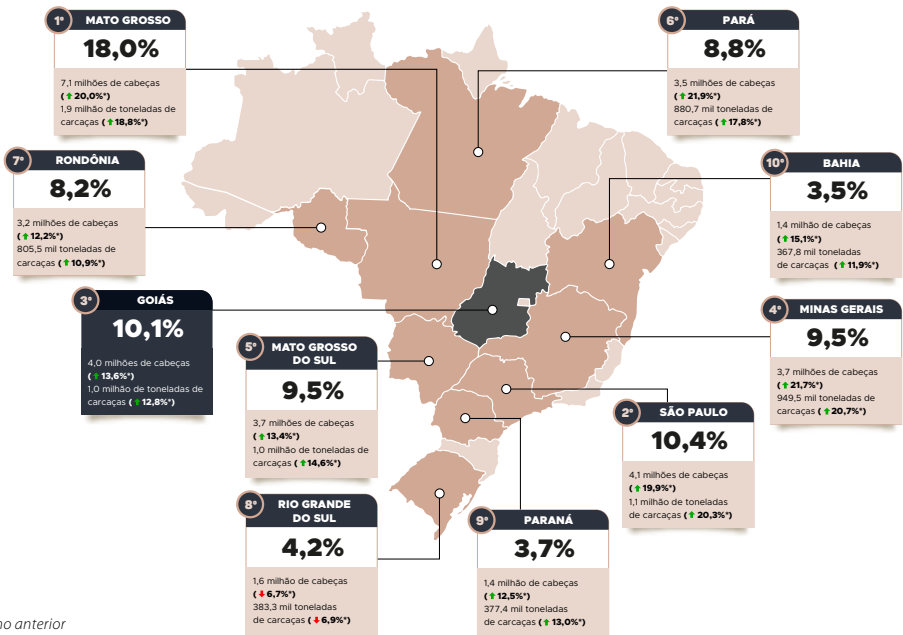 1º MATO GROSSO
18,0%
7,1 milhões de cabeças
(↑20,0%*)
1,9 milhão de toneladas de
carcaças (↑18,8%*)
6º PARÁ
8,8%
3,5 milhões de cabeças
(↑21,9%*)
880,7 mil toneladas de
carcaças (↑17,8%*)
7º RONDÔNIA
8,2%
3,2 milhões de cabeças
(↑12,2%*)
805,5 mil toneladas de
carcaças (↑10,9%*)
10º BAHIA
3,5%
1,4 milhão de cabeças
(↑15,1%*)
367,8 mil toneladas
de carcaças (↑11,9%*)
3º GOIÁS
10,1%
4,0 milhões de cabeças
(↑13,6%*)
1,0 milhão de toneladas de
carcaças (↑12,8%*)
4º MINAS GERAIS
9,5%
3,7 milhões de cabeças
(↑21,7%*)
949,5 mil toneladas de
carcaças (↑20,7%*)
5º MATO GROSSO
DO SUL
9,5%
3,7 milhões de cabeças
(↑13,4%*)
1,0 milhão de toneladas de
carcaças (↑14,6%*)
2º SÃO PAULO
10,4%
4,1 milhões de cabeças
(↑19,9%*)
1,1 milhão de toneladas
de carcaças (↑20,3%*)
8º RIO GRANDE
DO SUL
4,2%
1,6 milhão de cabeças
(↓6,7%*)
383,3 mil toneladas
de carcaças (↓6,9%*)
9º PARANÁ
3,7%
1,4 milhão de cabeças
(↑12,5%*)
377,4 mil toneladas
de carcaças (↑13,0%*)
no anterior